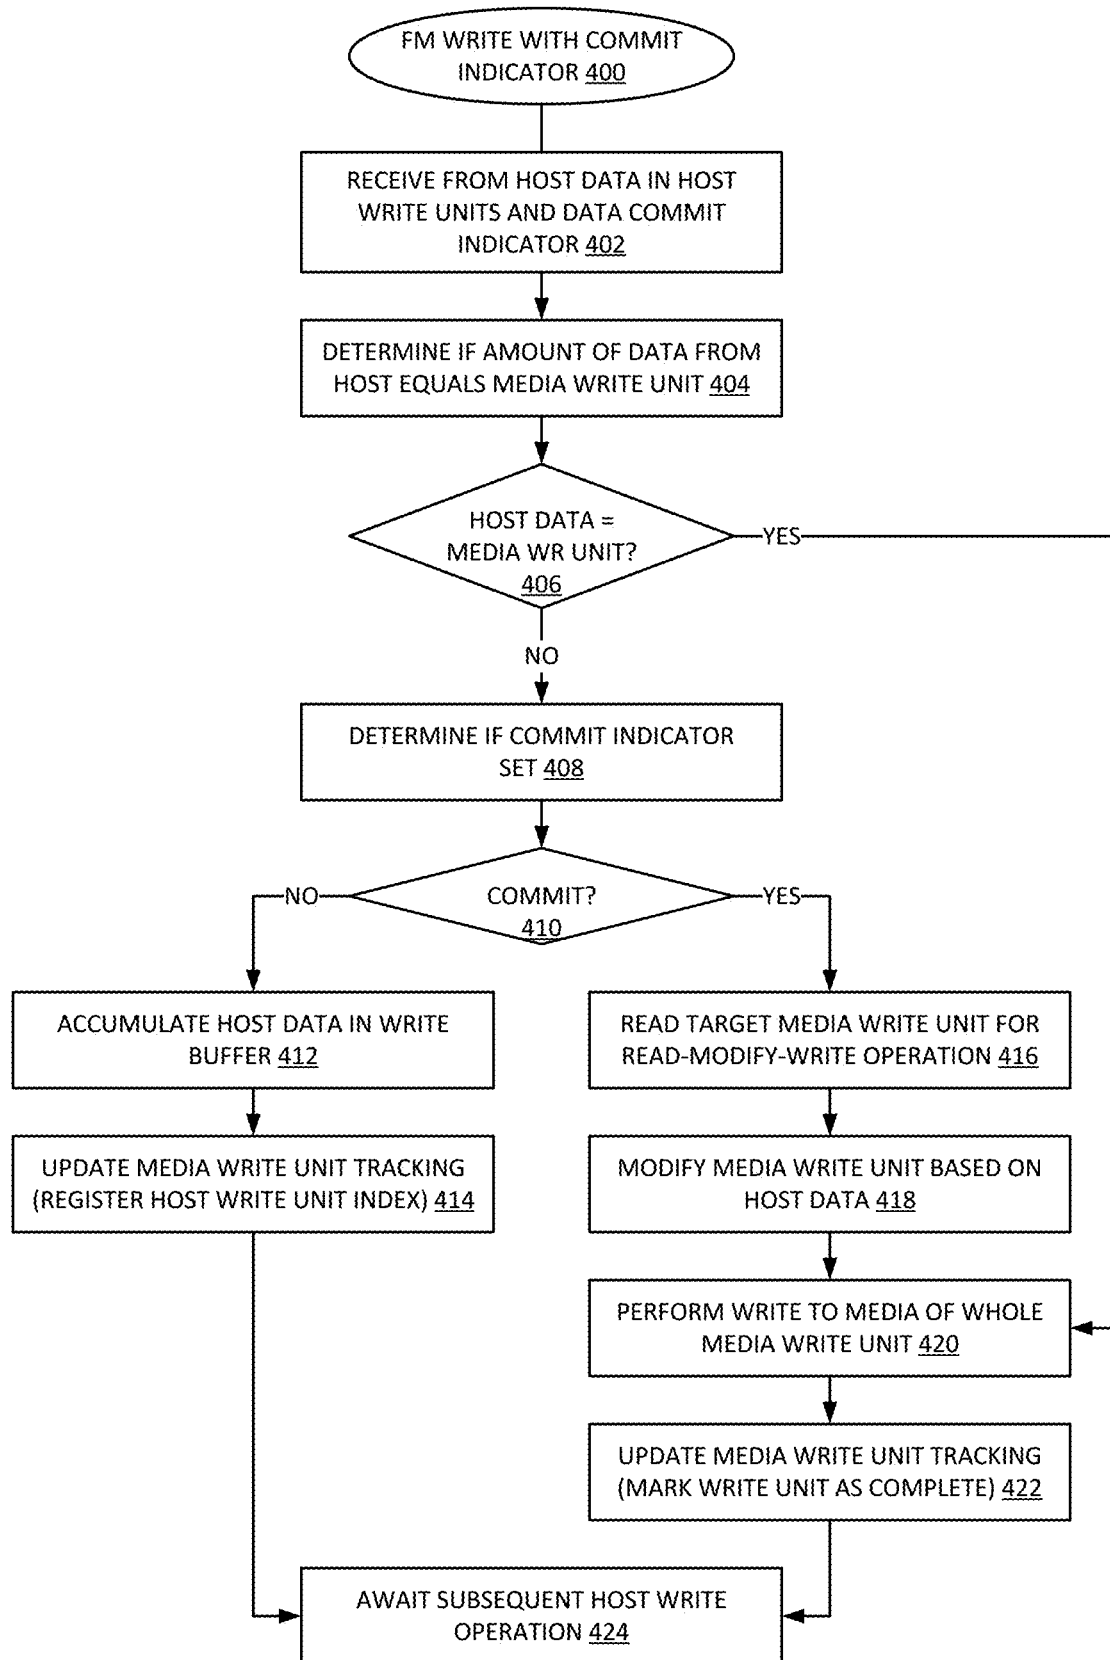 FM WRITE WITH COMMIT
INDICATOR 400
RECEIVE FROM HOST DATA IN HOST
WRITE UNITS AND DATA COMMIT
INDICATOR 402
DETERMINE IF AMOUNT OF DATA FROM
HOST EQUALS MEDIA WRITE UNIT 404
HOST DATA =
MEDIA WR UNIT?
406
YES
NO
DETERMINE IF COMMIT INDICATOR
SET 408
COMMIT?
410
NO
YES
ACCUMULATE HOST DATA IN WRITE
BUFFER 412
READ TARGET MEDIA WRITE UNIT FOR
READ-MODIFY-WRITE OPERATION 416
UPDATE MEDIA WRITE UNIT TRACKING
(REGISTER HOST WRITE UNIT INDEX) 414
MODIFY MEDIA WRITE UNIT BASED ON
HOST DATA 418
PERFORM WRITE TO MEDIA OF WHOLE
MEDIA WRITE UNIT 420
UPDATE MEDIA WRITE UNIT TRACKING
(MARK WRITE UNIT AS COMPLETE) 422
AWAIT SUBSEQUENT HOST WRITE
OPERATION 424